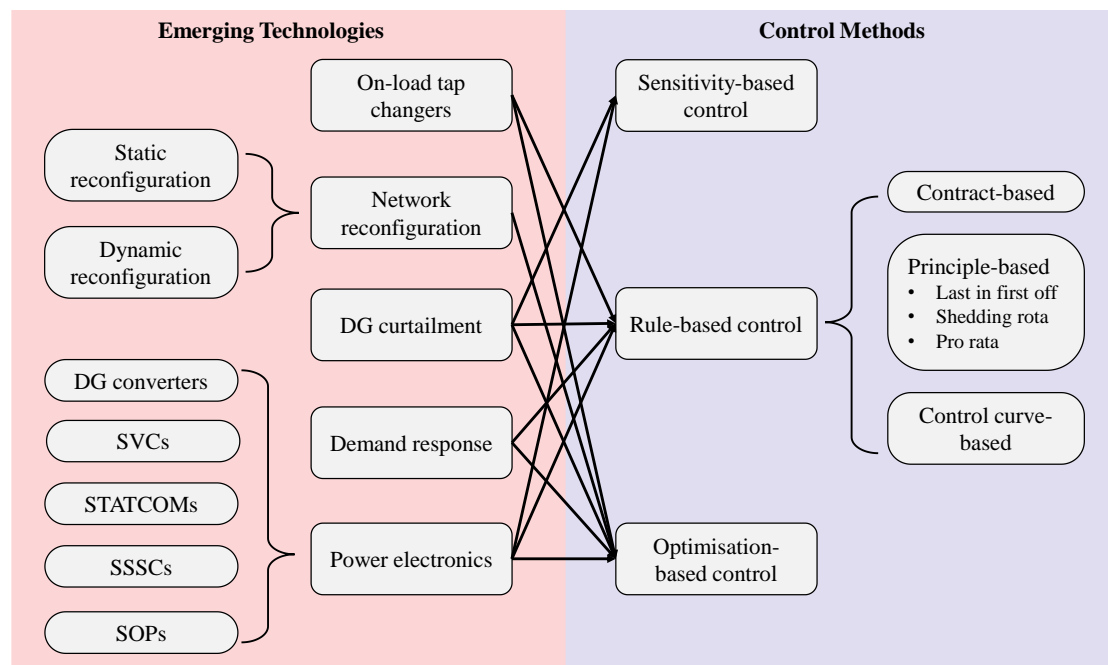 Emerging Technologies
On-load tap
changers
Static
reconfiguration
Dynamic
reconfiguration
Network
reconfiguration
DG curtailment
DG converters
SVCs
STATCOMs
SSSCs
SOPs
Demand response
Power electronics
Control Methods
Sensitivity-based
control
Rule-based control
Optimisation-
based control
Contract-based
Principle-based
• Last in first off
• Shedding rota
• Pro rata
Control curve-
based